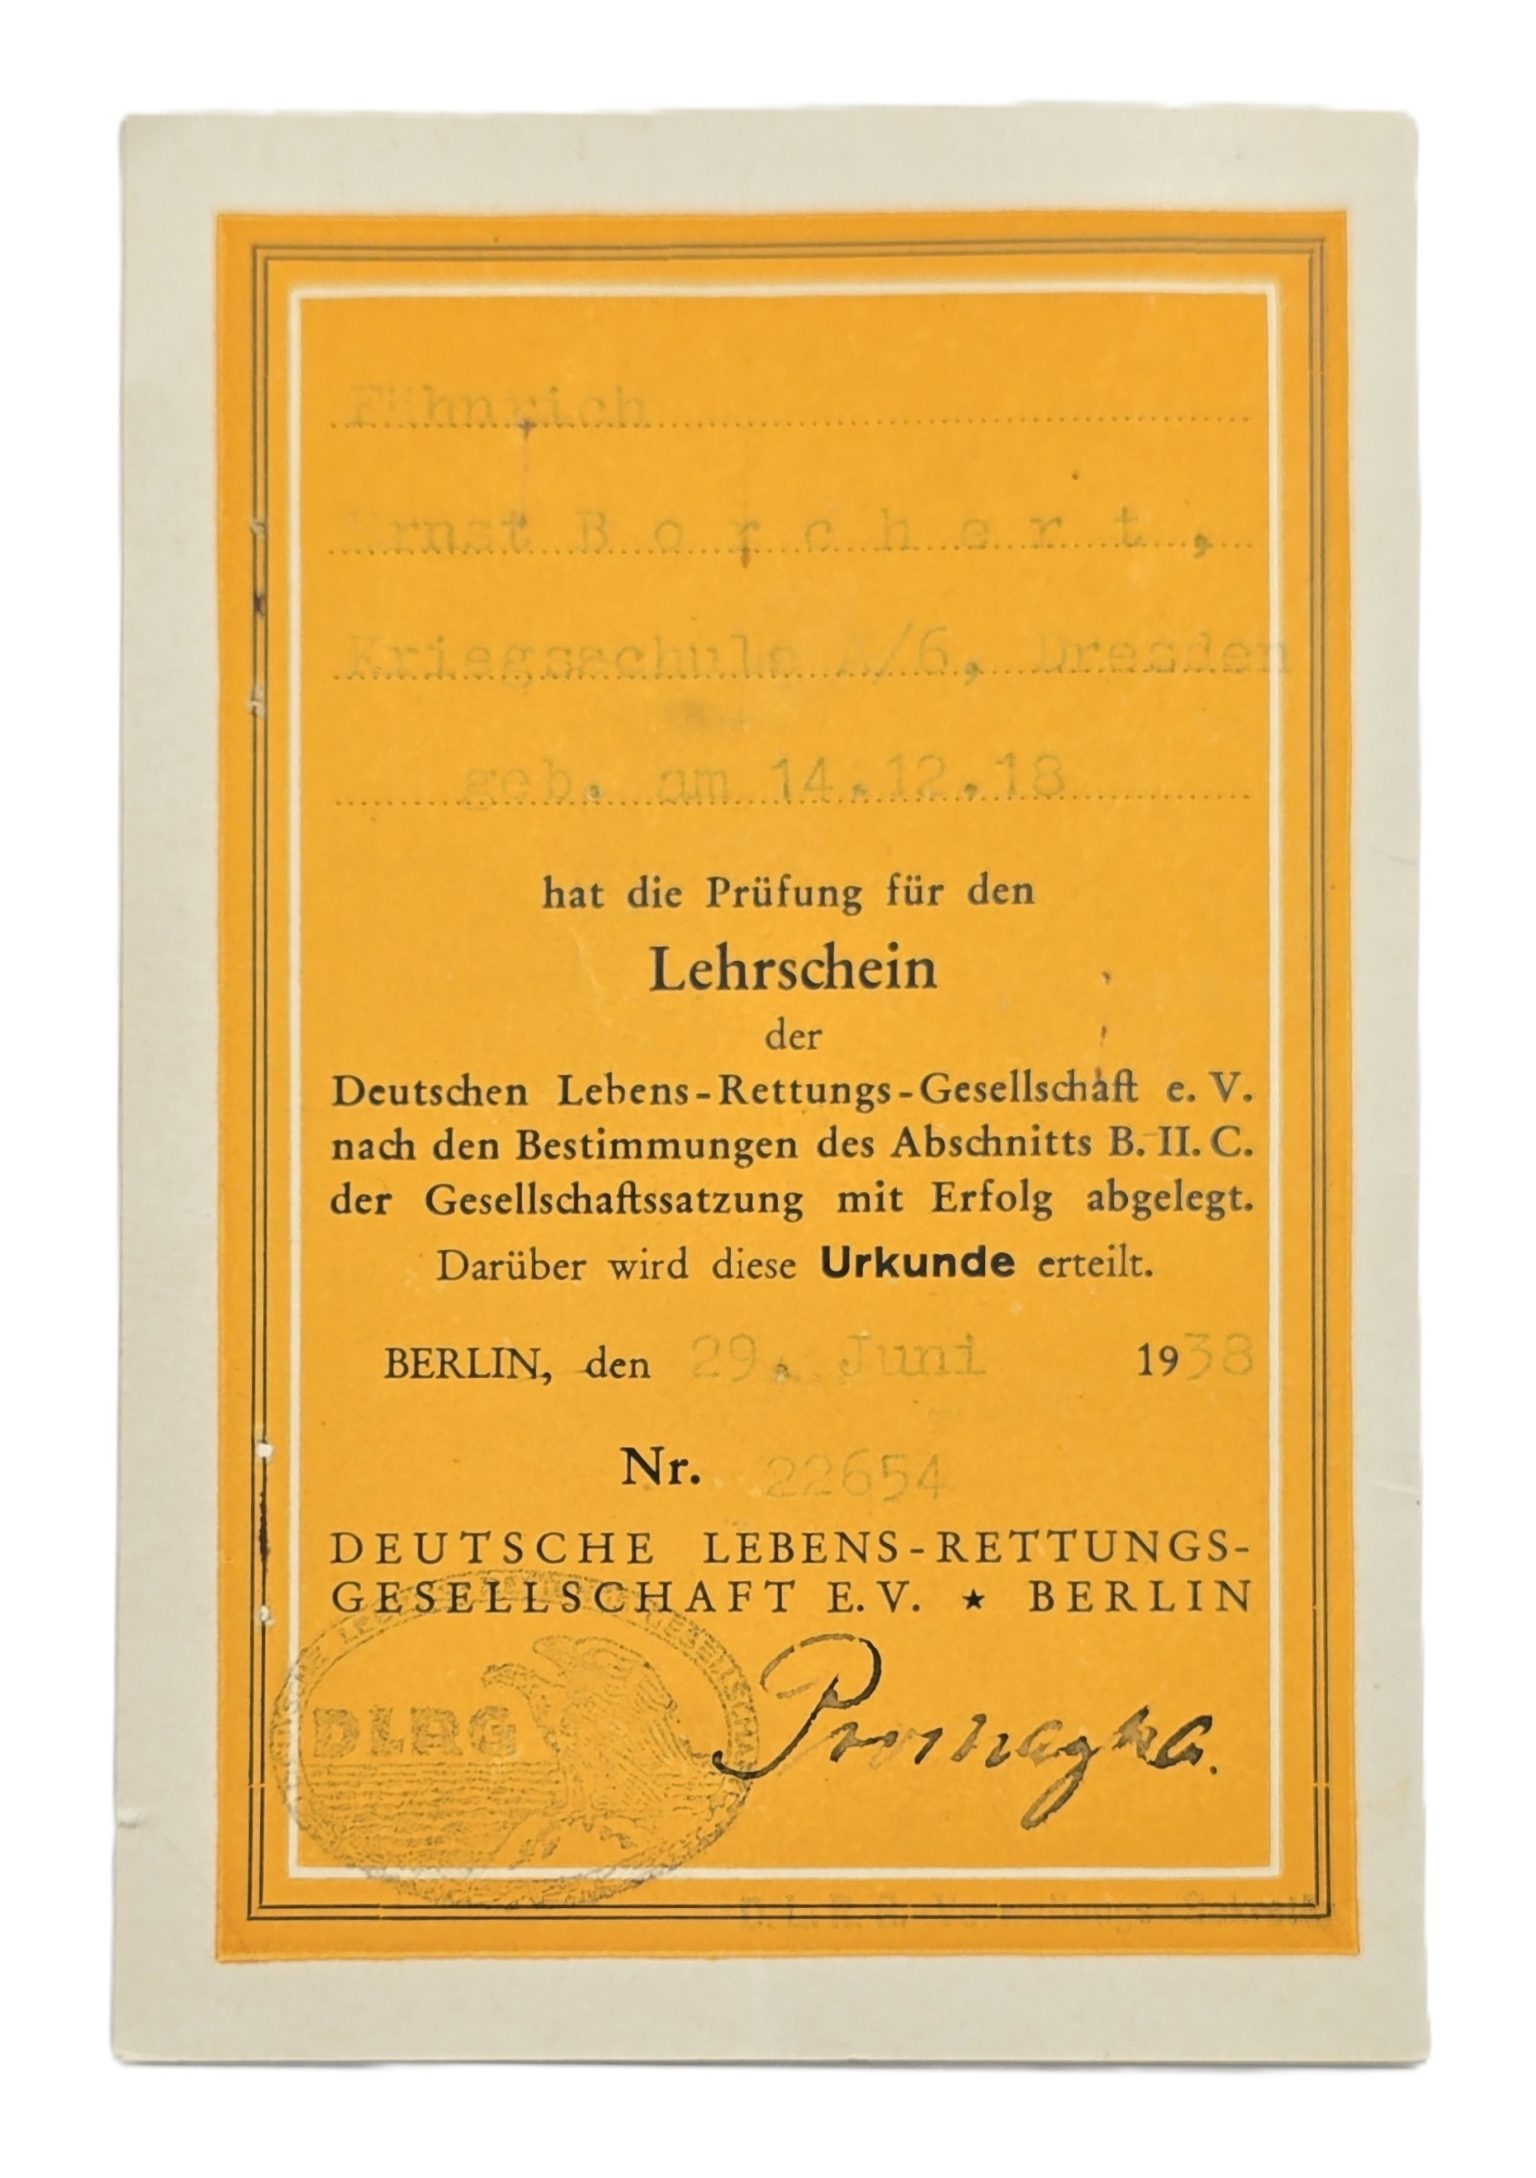 Fähnrich
Ernst Borchert,
Kriegsschule A/6, Dresden
geb. am 14.12.18
hat die Prüfung für den
Lehrschein
der
Deutschen Lebens-Rettungs-Gesellschaft e. V.
nach den Bestimmungen des Abschnitts B. II. C.
der Gesellschaftssatzung mit Erfolg abgelegt.
Darüber wird diese Urkunde erteilt.
BERLIN, den 29. Juni 1938
Nr. 22654
DEUTSCHE LEBENS-RETTUNGS-
GESELLSCHAFT E.V. ★ BERLIN
DLRG